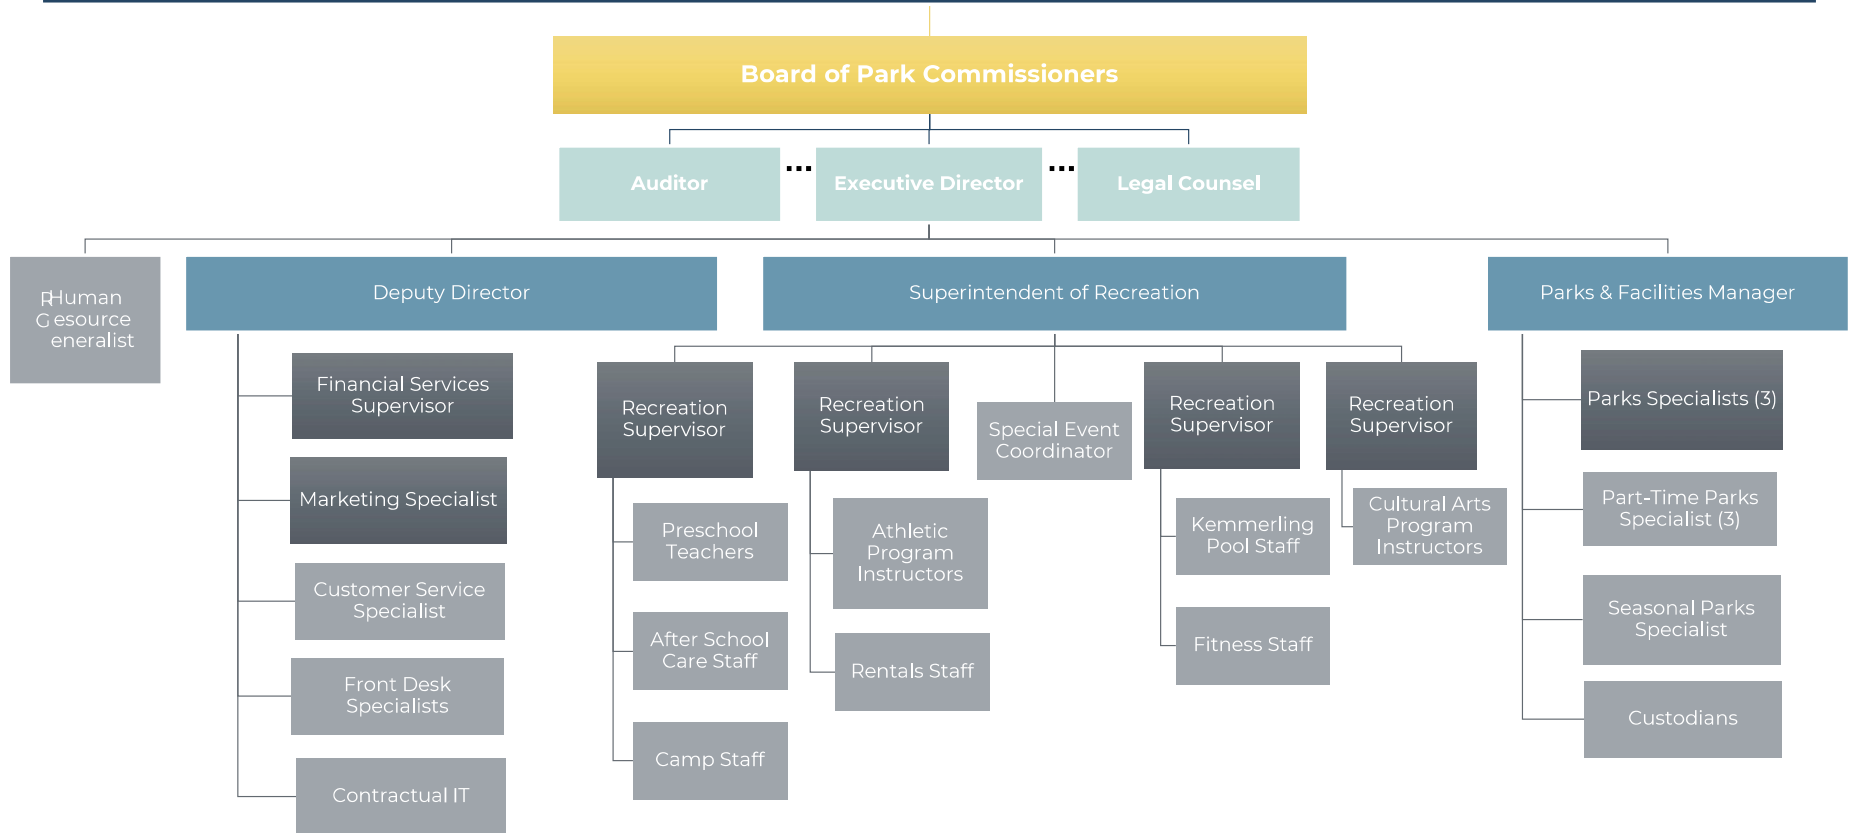 Board of Park Commissioners
Auditor
...
Executive Director
...
Legal Counsel
Human
Resource
Generalist
Deputy Director
Superintendent of Recreation
Parks & Facilities Manager
Financial Services
Supervisor
Marketing Specialist
Customer Service
Specialist
Front Desk
Specialists
Contractual IT
Recreation
Supervisor
Preschool
Teachers
After School
Care Staff
Camp Staff
Recreation
Supervisor
Athletic
Program
Instructors
Rentals Staff
Special Event
Coordinator
Recreation
Supervisor
Kemmerling
Pool Staff
Fitness Staff
Recreation
Supervisor
Cultural Arts
Program
Instructors
Parks Specialists (3)
Part-Time Parks
Specialist (3)
Seasonal Parks
Specialist
Custodians